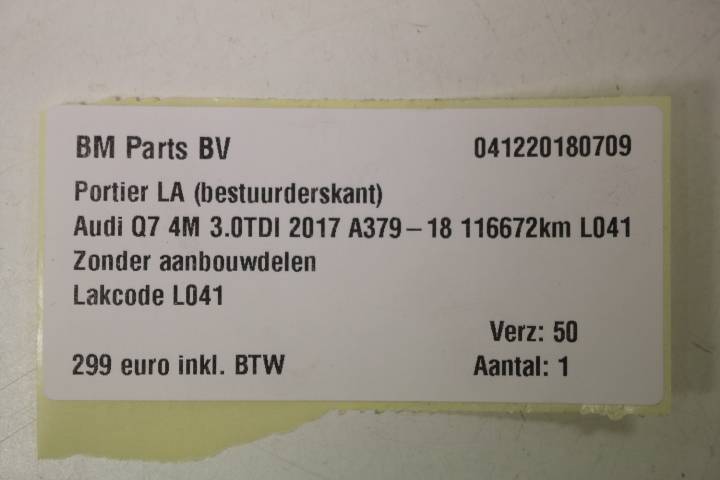 BM Parts BV 041220180709
Portier LA (bestuurderskant)
Audi Q7 4M 3.0TDI 2017 A379-18 116672km L041
Zonder aanbouwdelen
Lakcode L041
Verz: 50
299 euro inkl. BTW Aantal: 1